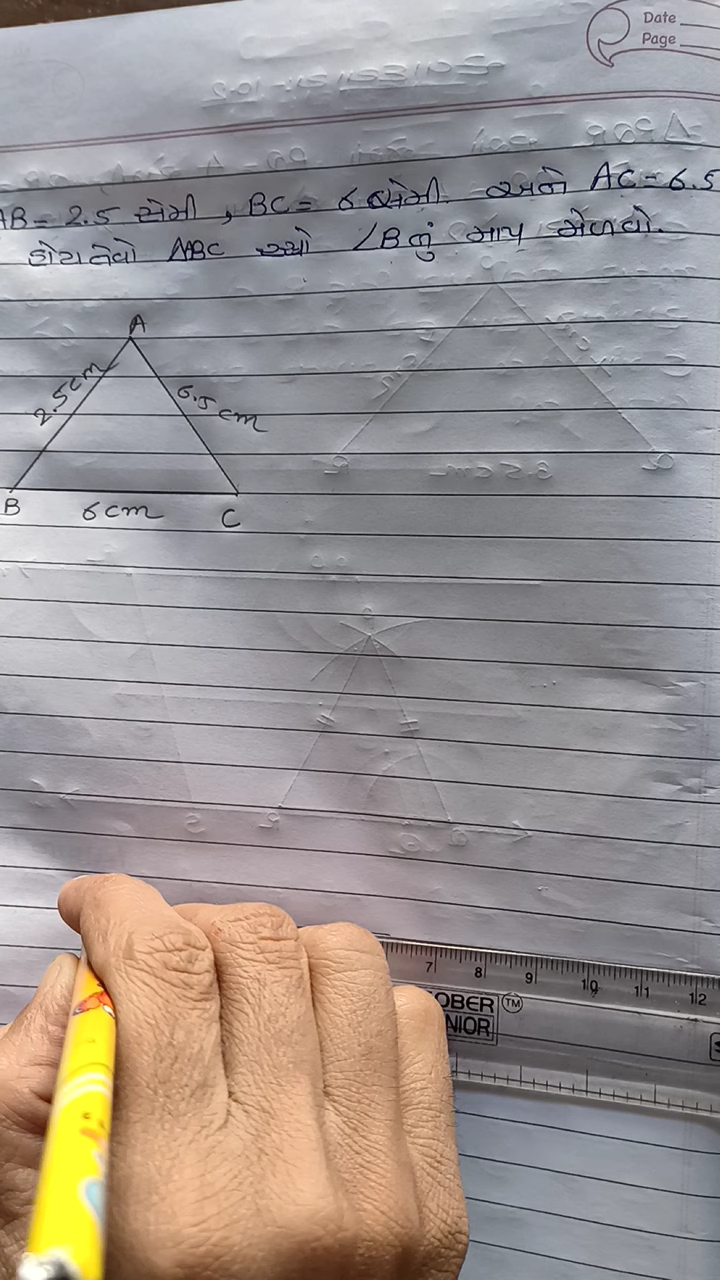 Date
Page
AB = 2.5 સેમી, BC = 6 સેમી અને AC = 6.5
હોય તેવો ΔABC રચો ∠B નું માપ મેળવો.
A
2.5cm
6.5 cm
B 6cm C
7 8 9 10 11 12
OBER TM
NIOR